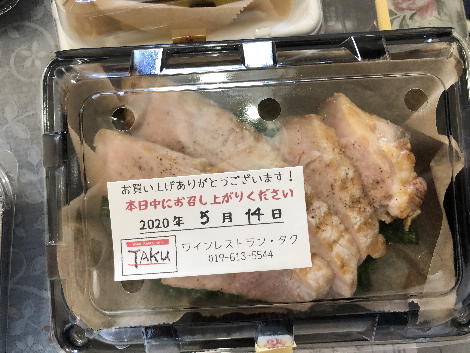 お買い上げありがとうございます!
本日中にお召し上がりください
2020年 5月 14日
TAKU
ワインレストラン・タク
019-613-5544